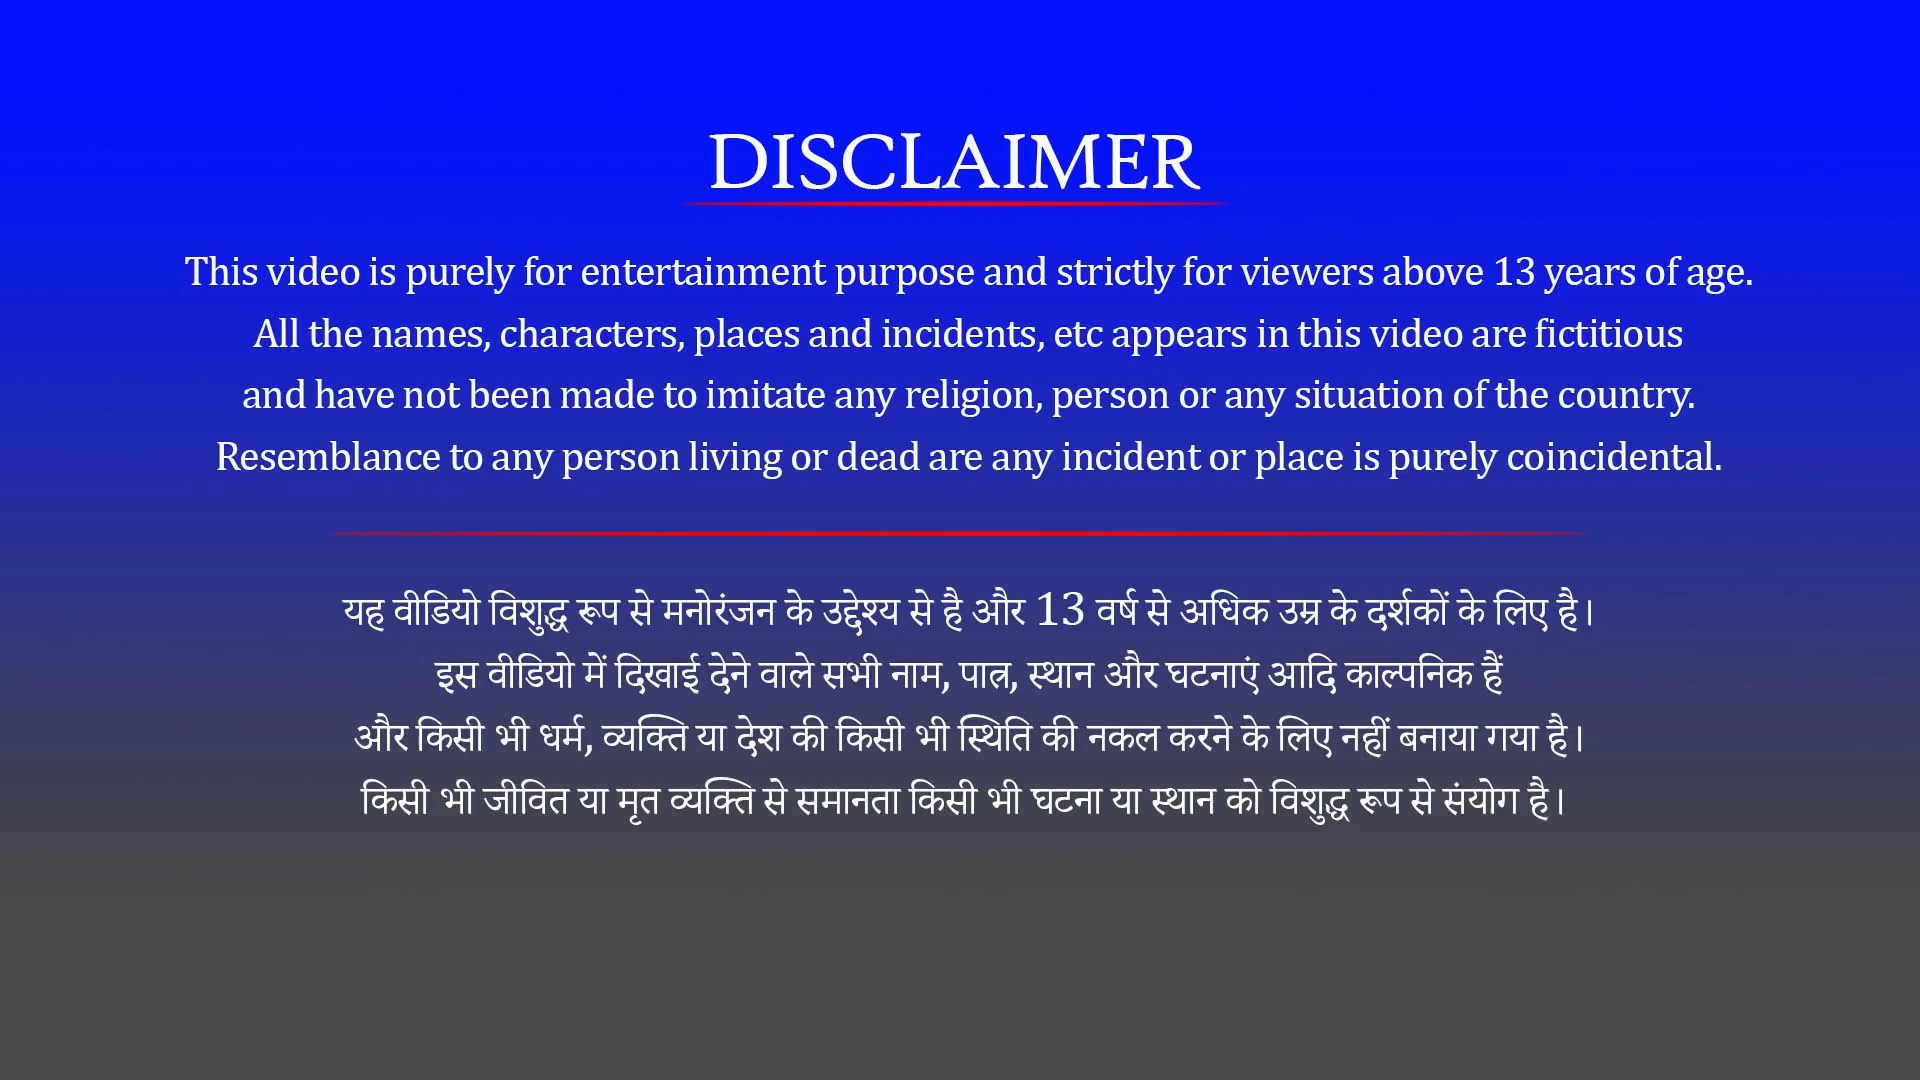 DISCLAIMER
This video is purely for entertainment purpose and strictly for viewers above 13 years of age.
All the names, characters, places and incidents, etc appears in this video are fictitious
and have not been made to imitate any religion, person or any situation of the country.
Resemblance to any person living or dead are any incident or place is purely coincidental.
यह वीडियो विशुद्ध रूप से मनोरंजन के उद्देश्य से है और 13 वर्ष से अधिक उम्र के दर्शकों के लिए है।
इस वीडियो में दिखाई देने वाले सभी नाम, पात्र, स्थान और घटनाएं आदि काल्पनिक हैं
और किसी भी धर्म, व्यक्ति या देश की किसी भी स्थिति की नकल करने के लिए नहीं बनाया गया है।
किसी भी जीवित या मृत व्यक्ति से समानता किसी भी घटना या स्थान को विशुद्ध रूप से संयोग है।